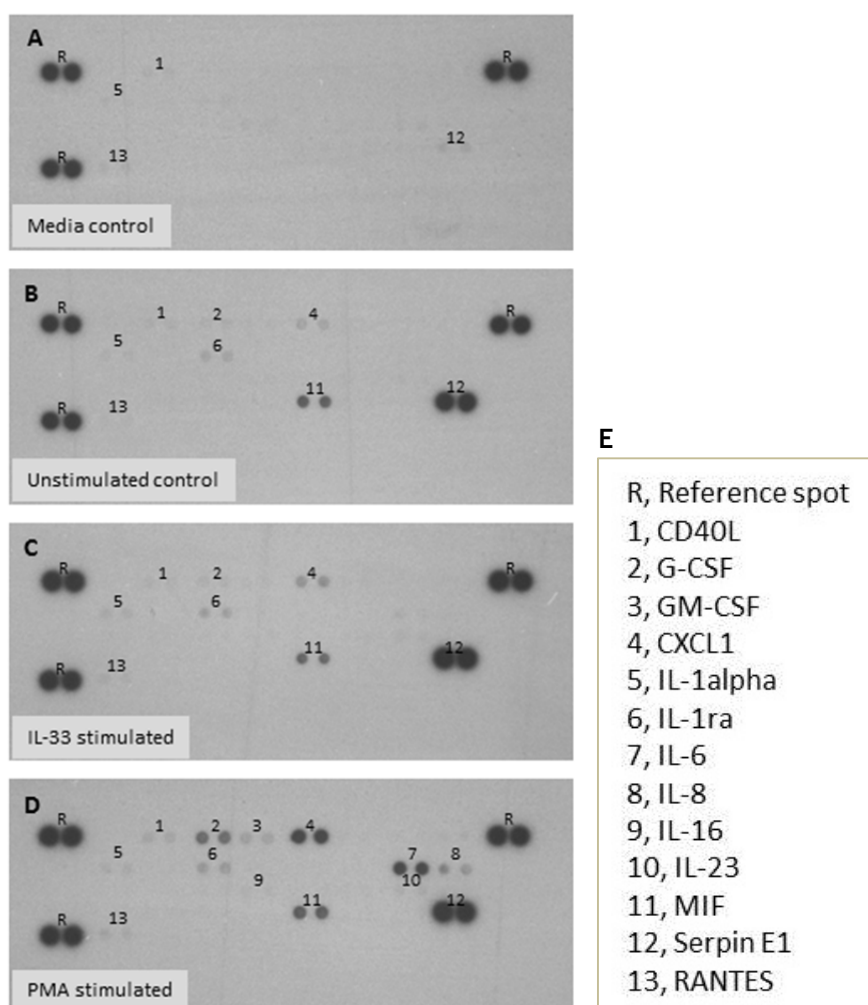 A
R
1
R
5
12
R
13
Media control
B
R
1
2
4
R
5
6
11
12
R
13
Unstimulated control
C
R
1
2
4
R
5
6
11
12
R
13
IL-33 stimulated
D
R
1
2
3
4
R
5
6
7
8
9
10
11
12
R
13
PMA stimulated
E
R, Reference spot
1, CD40L
2, G-CSF
3, GM-CSF
4, CXCL1
5, IL-1alpha
6, IL-1ra
7, IL-6
8, IL-8
9, IL-16
10, IL-23
11, MIF
12, Serpin E1
13, RANTES